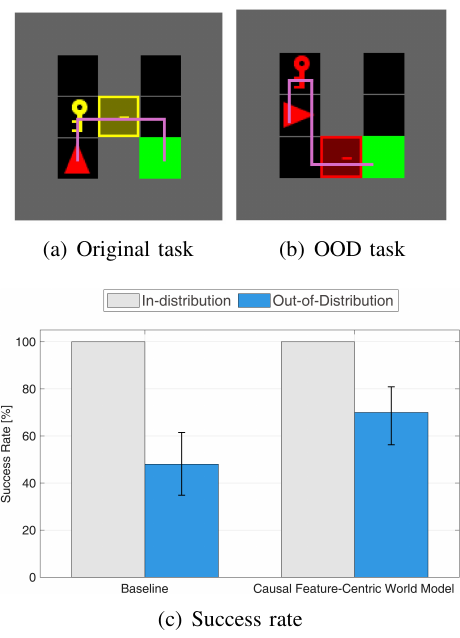 (a) Original task
(b) OOD task
In-distribution
Out-of-Distribution
Success Rate [%]
100
80
60
40
20
0
Baseline
Causal Feature-Centric World Model
(c) Success rate